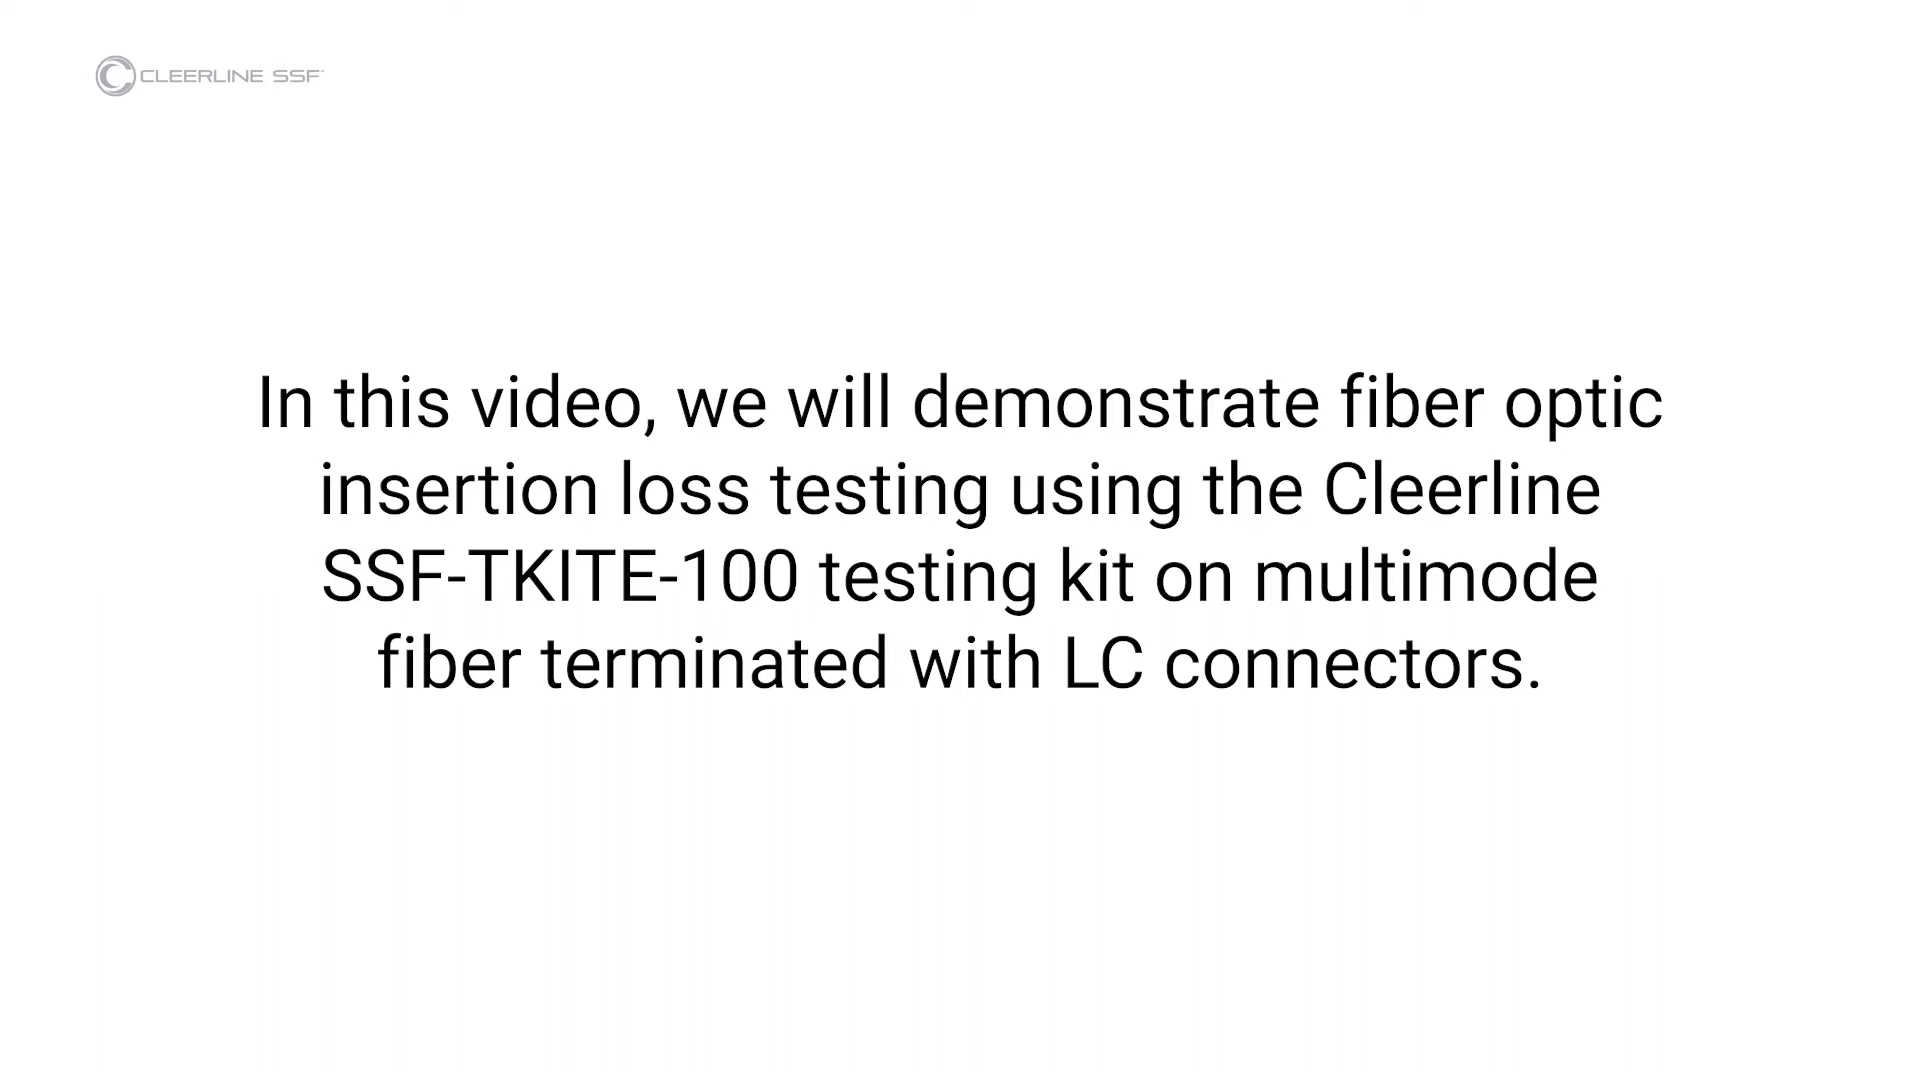 CLEERLINE SSF
In this video, we will demonstrate fiber optic
insertion loss testing using the Cleerline
SSF-TKITE-100 testing kit on multimode
fiber terminated with LC connectors.